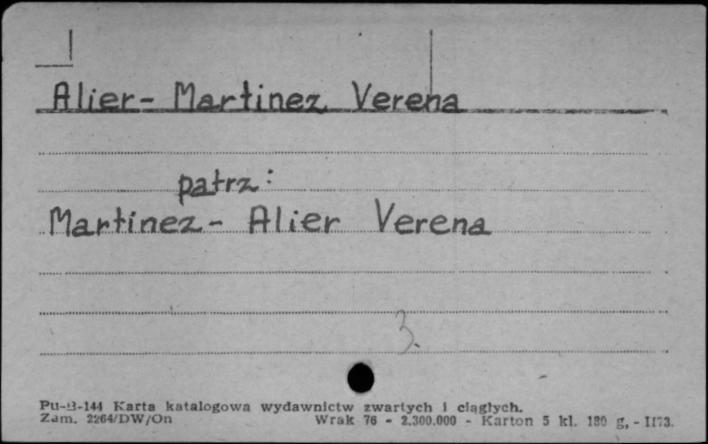 Alier-Martinez Verena
patrz:
Martinez-Alier Verena
3.
Pu-B-144 Karta katalogowa wydawnictw zwartych i ciągłych.
Zam. 2264/DW/On Wrak 76 - 2.300.000 - Karton 5 kl. 180 g, - II73.